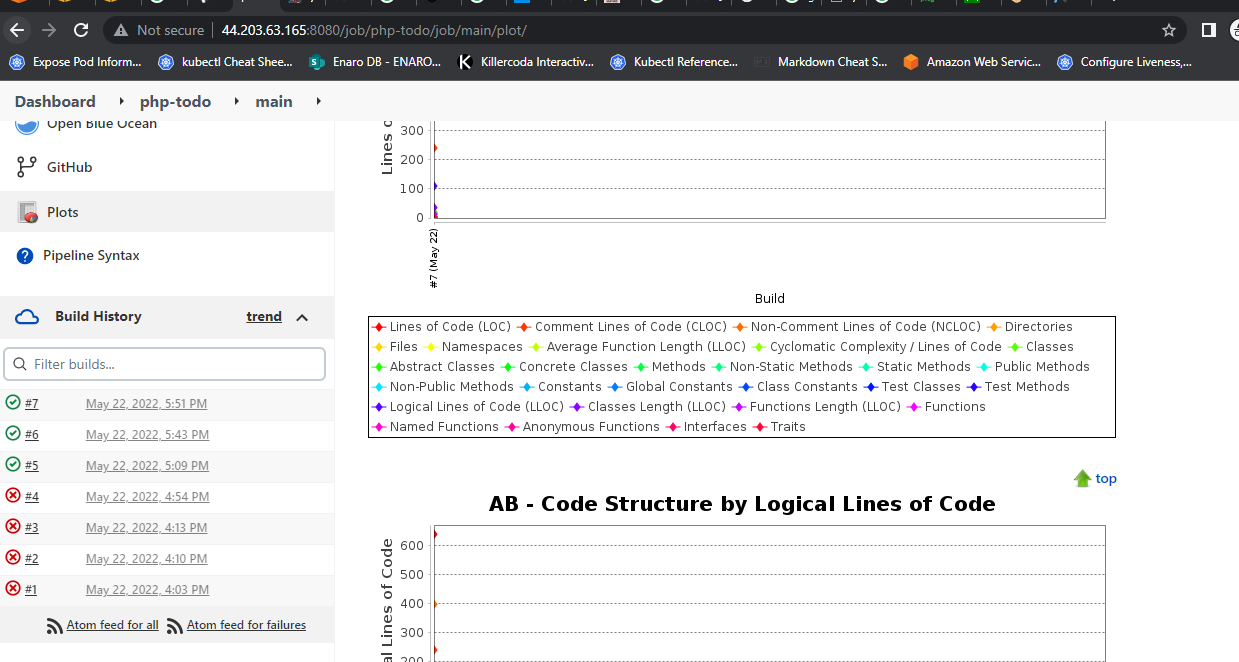 Not secure | 44.203.63.165:8080/job/php-todo/job/main/plot/
Expose Pod Inform... kubectl Cheat Shee... Enaro DB - ENARO... Killercoda Interactiv... Kubectl Reference... Markdown Cheat S... Amazon Web Servic... Configure Liveness,...
Dashboard php-todo main
Open Blue Ocean
GitHub
Plots
Pipeline Syntax
Build History trend
Filter builds...
#7 May 22, 2022, 5:51 PM
#6 May 22, 2022, 5:43 PM
#5 May 22, 2022, 5:09 PM
#4 May 22, 2022, 4:54 PM
#3 May 22, 2022, 4:13 PM
#2 May 22, 2022, 4:10 PM
#1 May 22, 2022, 4:03 PM
Atom feed for all Atom feed for failures
Lines
300
200
100
0
#7 (May 22)
Build
Lines of Code (LOC) Comment Lines of Code (CLOC) Non-Comment Lines of Code (NCLOC) Directories
Files Namespaces Average Function Length (LLOC) Cyclomatic Complexity / Lines of Code Classes
Abstract Classes Concrete Classes Methods Non-Static Methods Static Methods Public Methods
Non-Public Methods Constants Global Constants Class Constants Test Classes Test Methods
Logical Lines of Code (LLOC) Classes Length (LLOC) Functions Length (LLOC) Functions
Named Functions Anonymous Functions Interfaces Traits
top
AB - Code Structure by Logical Lines of Code
al Lines of Code
600
500
400
300
200